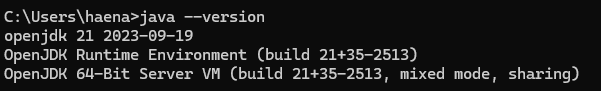 C:\Users\haena>java --version
openjdk 21 2023-09-19
OpenJDK Runtime Environment (build 21+35-2513)
OpenJDK 64-Bit Server VM (build 21+35-2513, mixed mode, sharing)